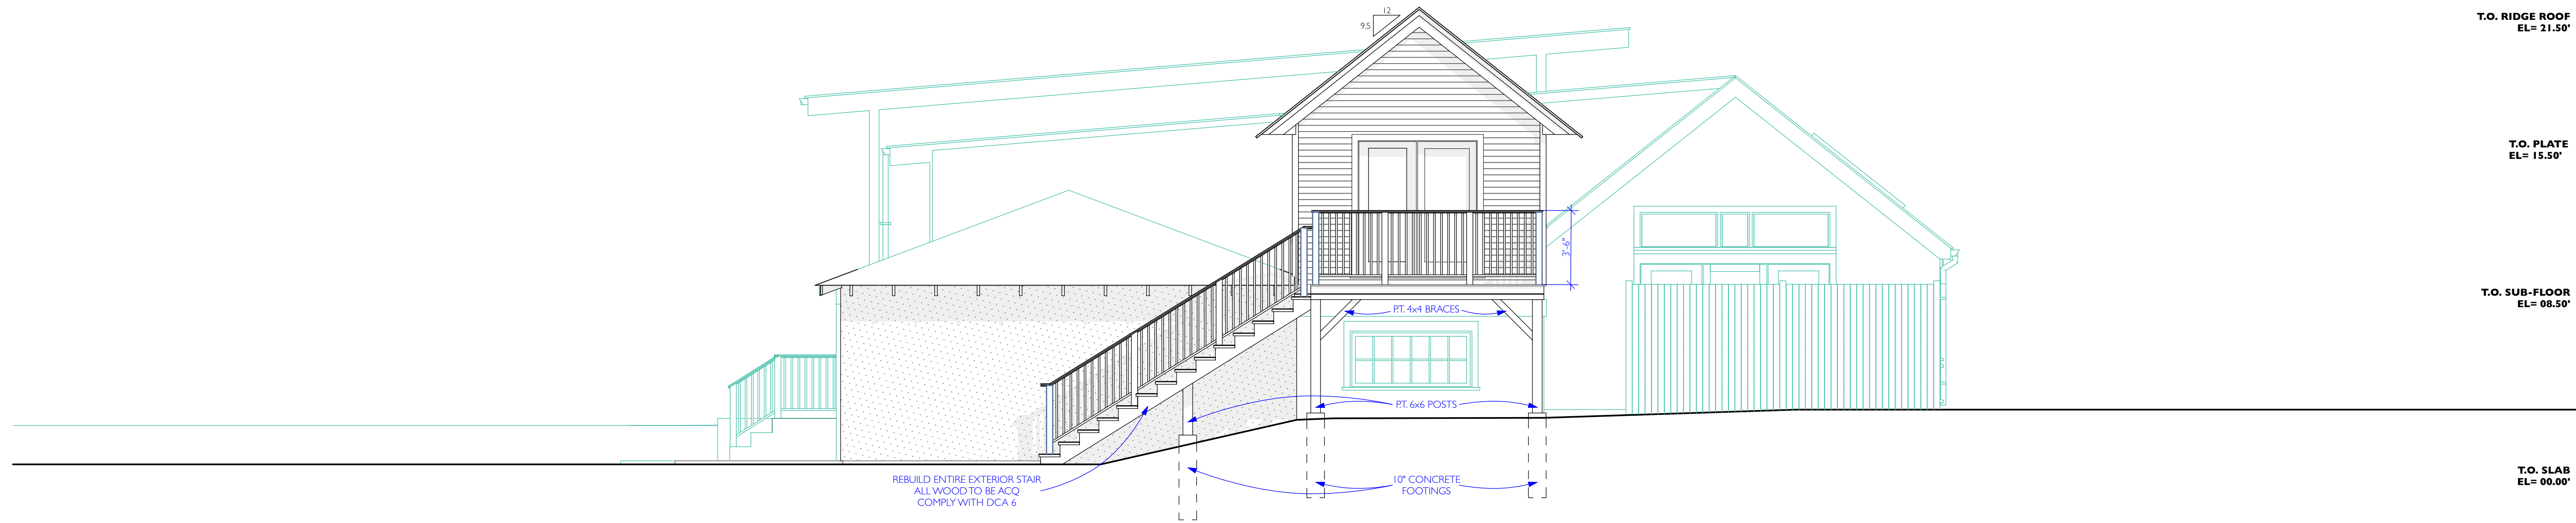 12
9.5
T.O. RIDGE ROOF
EL= 21.50'
T.O. PLATE
EL= 15.50'
3'-6"
T.O. SUB-FLOOR
EL= 08.50'
P.T. 4x4 BRACES
P.T. 6x6 POSTS
REBUILD ENTIRE EXTERIOR STAIR
ALL WOOD TO BE ACQ
COMPLY WITH DCA 6
10" CONCRETE
FOOTINGS
T.O. SLAB
EL= 00.00'